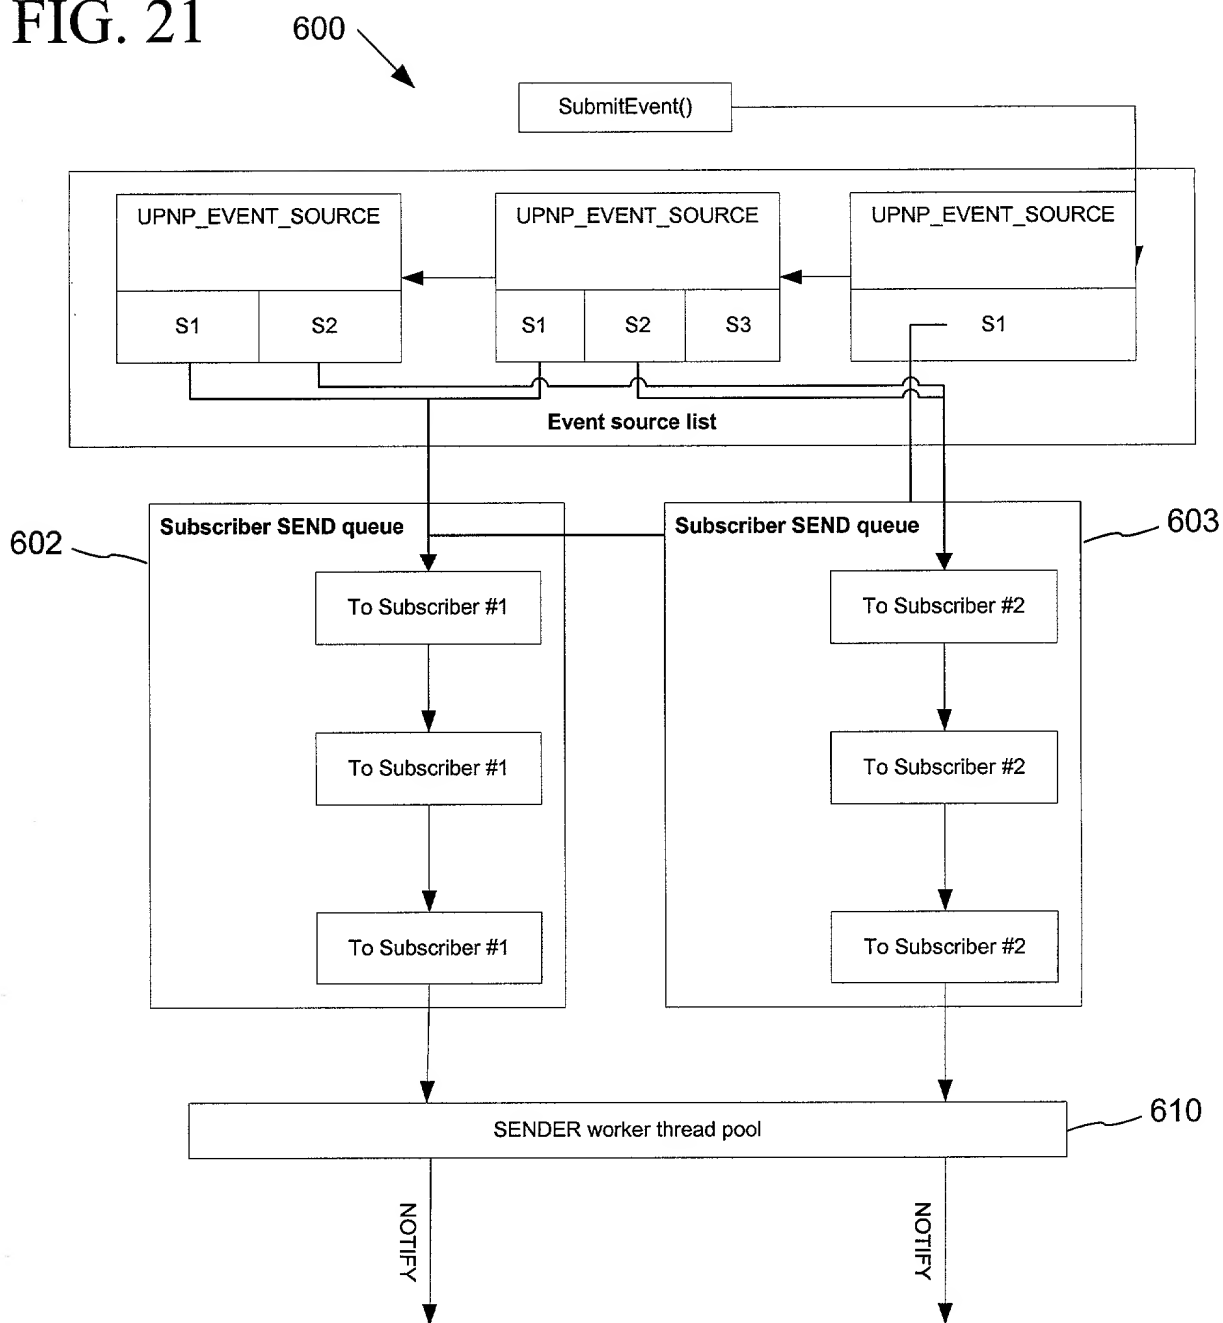 FIG. 21
600
SubmitEvent()
UPNP_EVENT_SOURCE
UPNP_EVENT_SOURCE
UPNP_EVENT_SOURCE
S1
S2
S1
S2
S3
S1
Event source list
602
Subscriber SEND queue
Subscriber SEND queue
603
To Subscriber #1
To Subscriber #2
To Subscriber #1
To Subscriber #2
To Subscriber #1
To Subscriber #2
SENDER worker thread pool
610
NOTIFY
NOTIFY